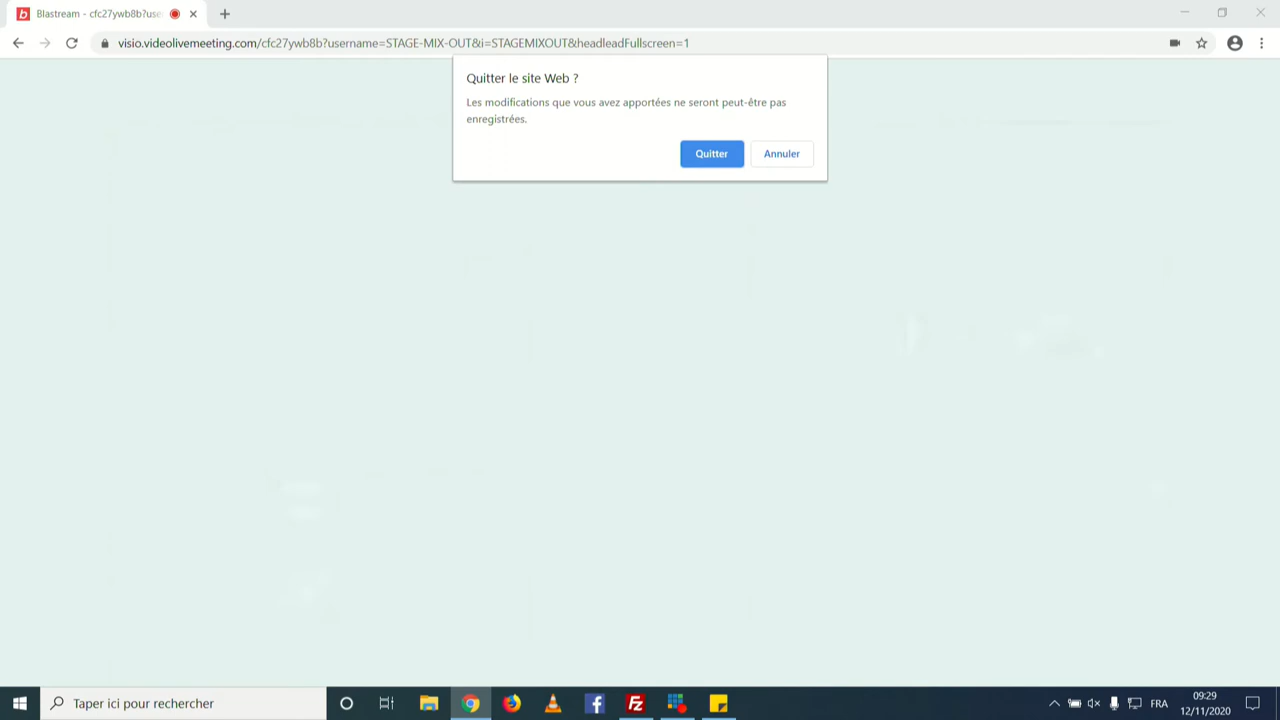 Blastream - cfc27ywb8b?use
visio.videolivemeeting.com/cfc27ywb8b?username=STAGE-MIX-OUT&i=STAGEMIXOUT&headleadFullscreen=1
Quitter le site Web ?
Les modifications que vous avez apportées ne seront peut-être pas
enregistrées.
Quitter
Annuler
Taper ici pour rechercher
FRA
09:29
12/11/2020